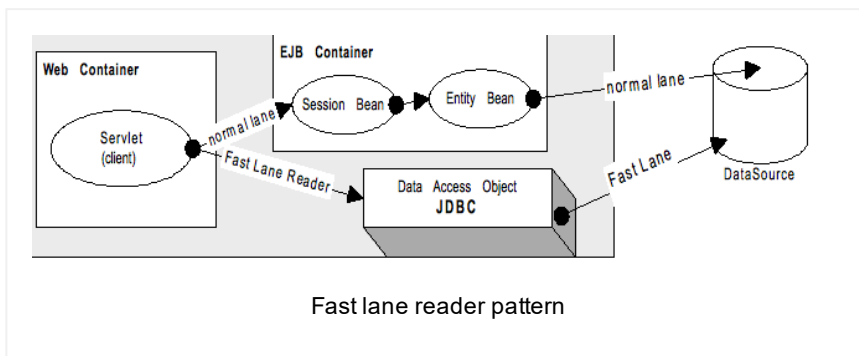 EJB Container
Web Container
Session Bean
Entity Bean
normal lane
normal lane
Servlet
(client)
Fast Lane Reader
Fast Lane
DataSource
Data Access Object
JDBC
Fast lane reader pattern